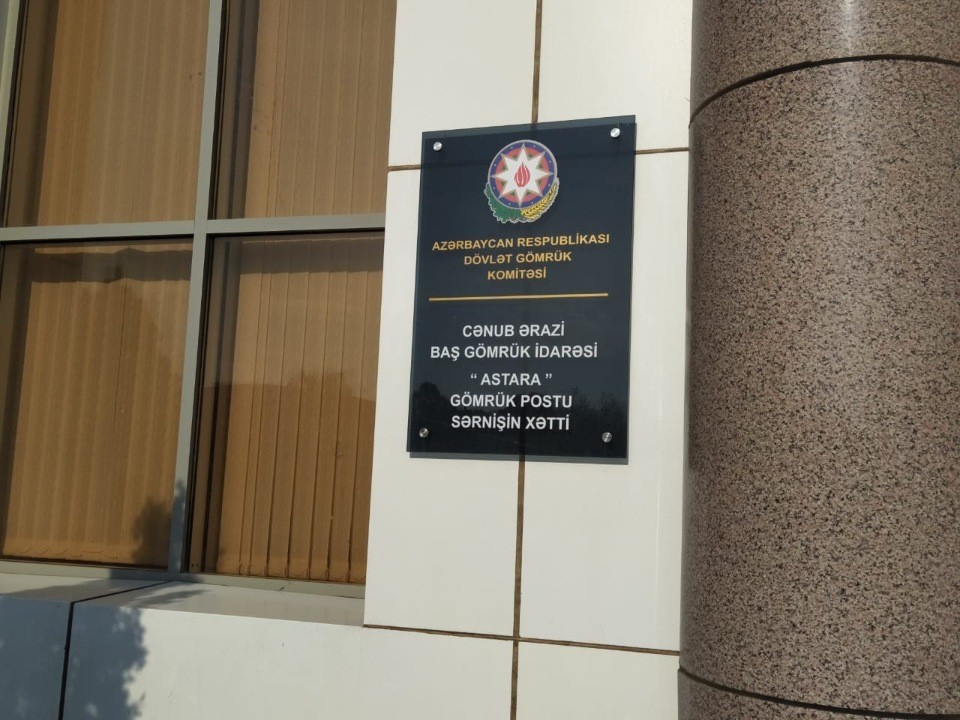 AZƏRBAYCAN RESPUBLİKASI
DÖVLƏT GÖMRÜK
KOMİTƏSİ
CƏNUB ƏRAZİ
BAŞ GÖMRÜK İDARƏSİ
“ ASTARA ”
GÖMRÜK POSTU
SƏRNİŞİN XƏTTİ